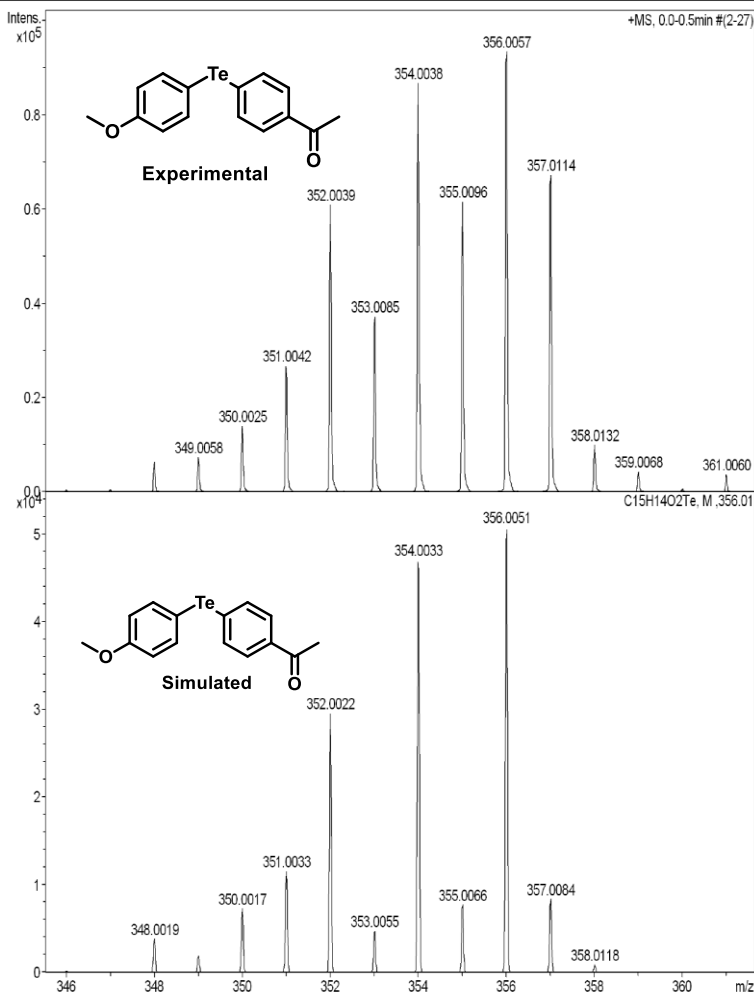 Intens.
x10⁵
+MS, 0.0-0.5min #(2-27)
356.0057
354.0038
0.8
Te
O
O
Experimental
357.0114
352.0039
355.0096
0.6
0.4
353.0085
351.0042
0.2
350.0025
349.0058
358.0132
359.0068
361.0060
0.0
x10⁴
C15H14O2Te, M ,356.01
356.0051
5
354.0033
4
Te
O
O
Simulated
352.0022
3
2
351.0033
1
350.0017
357.0084
355.0066
353.0055
348.0019
358.0118
0
346 348 350 352 354 356 358 360 m/z